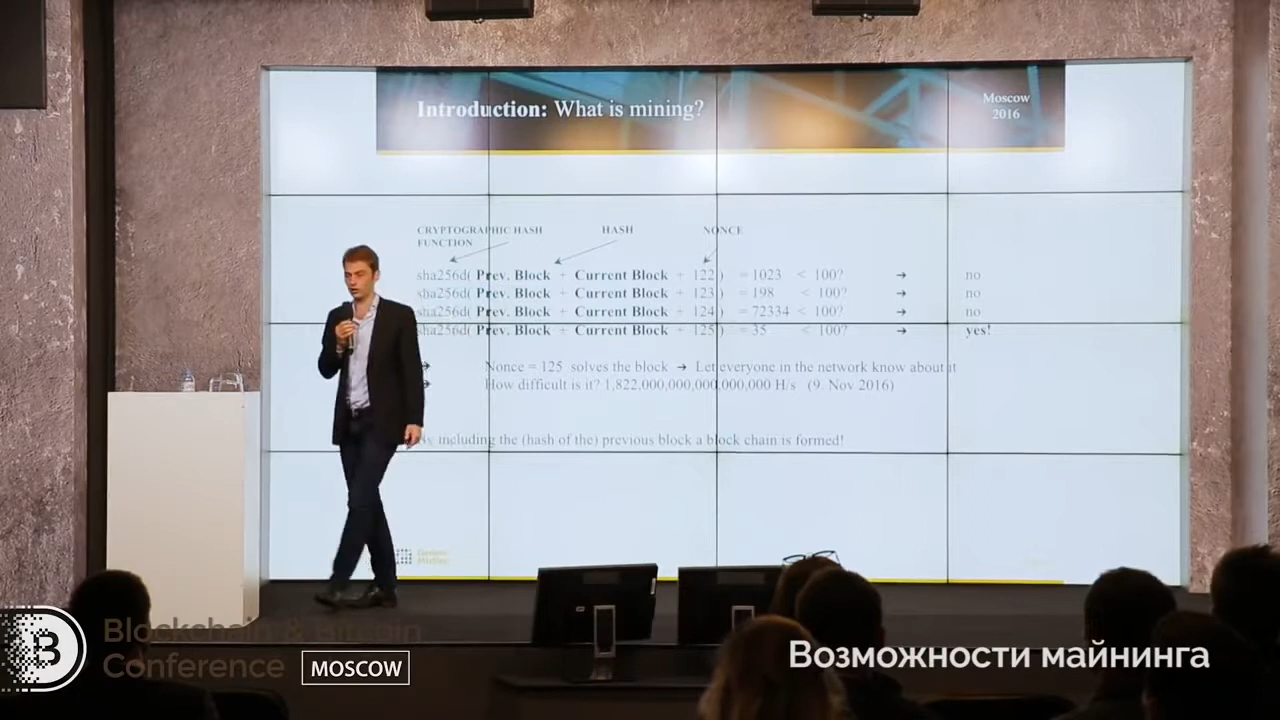 Introduction: What is mining?
Moscow
2016
CRYPTOGRAPHIC HASH
FUNCTION
HASH
NONCE
sha256d( Prev. Block + Current Block + 122 ) = 1023 < 100? → no
sha256d( Prev. Block + Current Block + 123 ) = 198 < 100? → no
sha256d( Prev. Block + Current Block + 124 ) = 72334 < 100? → no
sha256d( Prev. Block + Current Block + 125 ) = 35 < 100? → yes!
→ Nonce = 125 solves the block → Let everyone in the network know about it
→ How difficult is it? 1,822,000,000,000,000,000 H/s (9. Nov 2016)
By including the (hash of the) previous block a block chain is formed!
Genesis
Mining
B
Blockchain & Bitcoin
Conference MOSCOW
Возможности майнинга